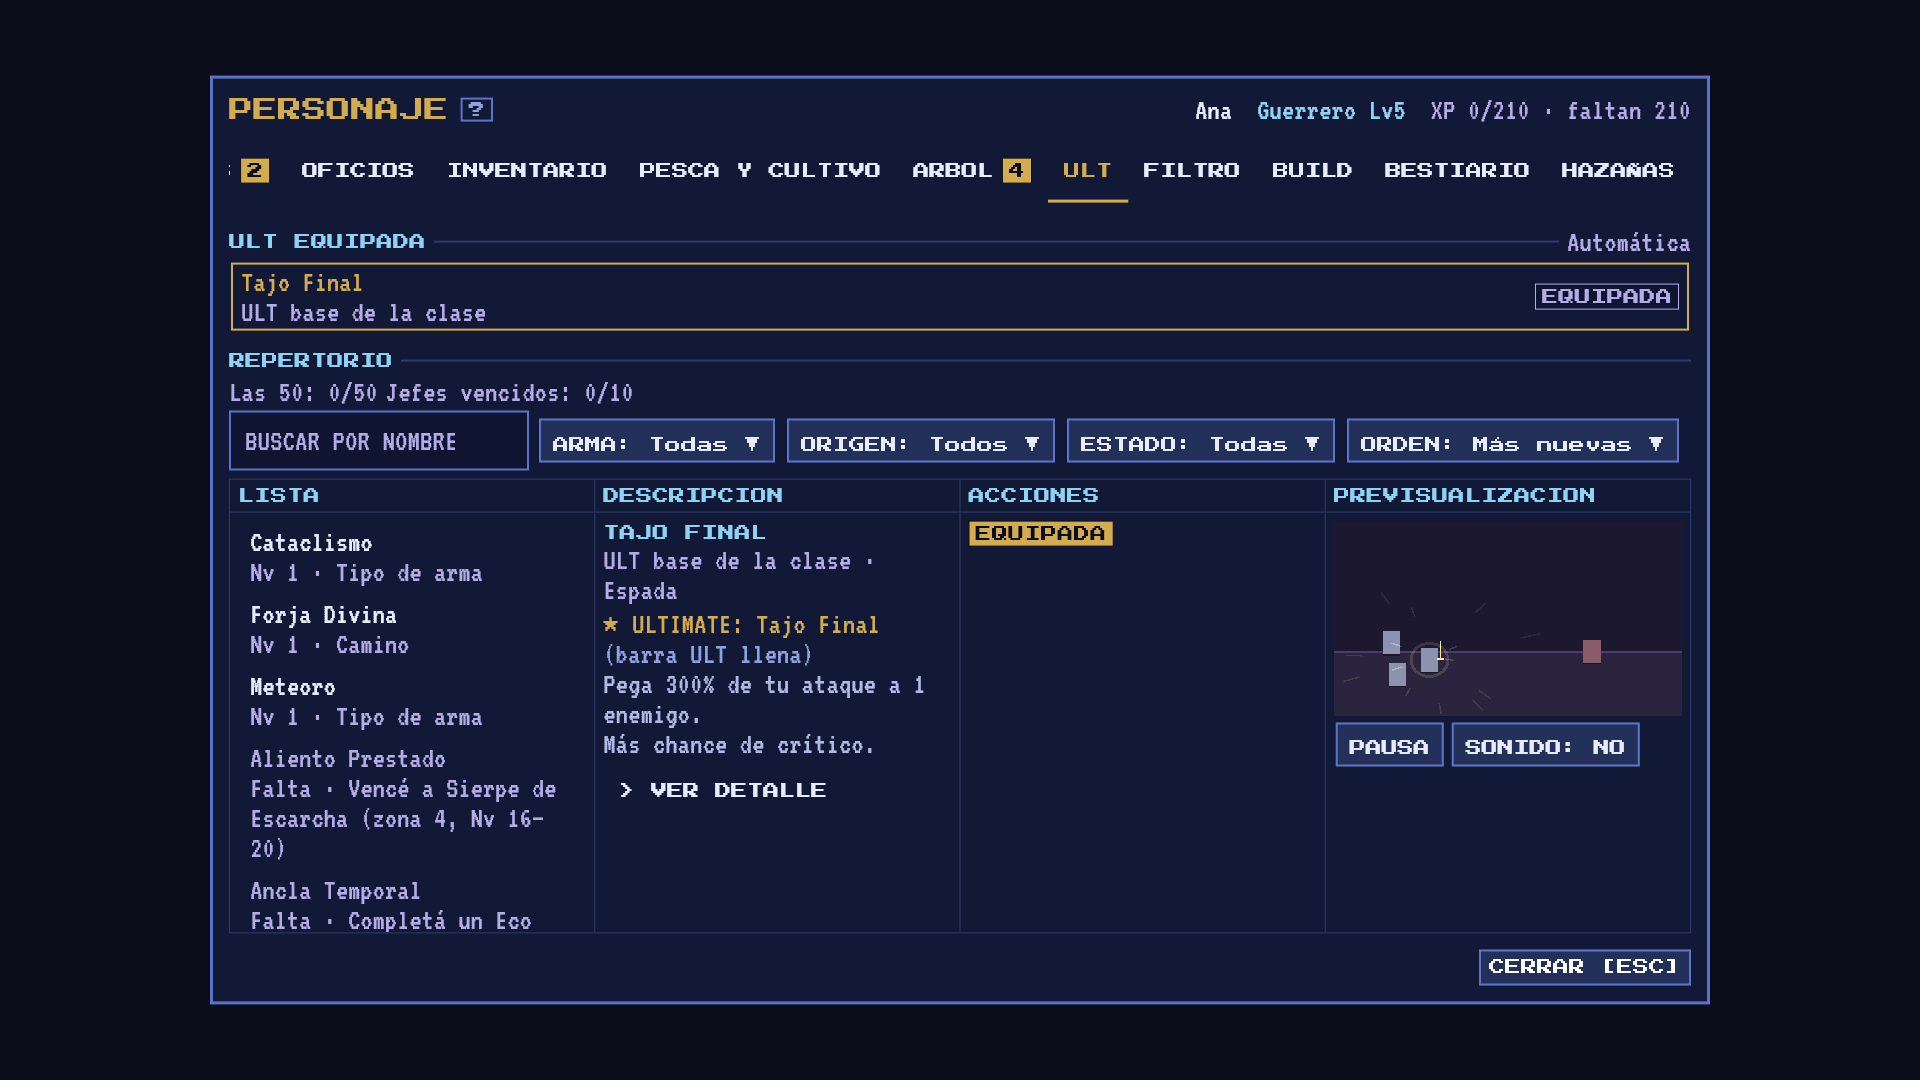 PERSONAJE ?
Ana Guerrero Lv5 XP 0/210 · faltan 210
2 OFICIOS INVENTARIO PESCA Y CULTIVO ARBOL 4 ULT FILTRO BUILD BESTIARIO HAZAÑAS
ULT EQUIPADA Automática
Tajo Final
ULT base de la clase
EQUIPADA
REPERTORIO
Las 50: 0/50 Jefes vencidos: 0/10
BUSCAR POR NOMBRE ARMA: Todas ▼ ORIGEN: Todos ▼ ESTADO: Todas ▼ ORDEN: Más nuevas ▼
LISTA
Cataclismo
Nv 1 · Tipo de arma
Forja Divina
Nv 1 · Camino
Meteoro
Nv 1 · Tipo de arma
Aliento Prestado
Falta · Vencé a Sierpe de
Escarcha (zona 4, Nv 16-
20)
Ancla Temporal
Falta · Completá un Eco
DESCRIPCION
TAJO FINAL
ULT base de la clase ·
Espada
★ ULTIMATE: Tajo Final
(barra ULT llena)
Pega 300% de tu ataque a 1
enemigo.
Más chance de crítico.
> VER DETALLE
ACCIONES
EQUIPADA
PREVISUALIZACION
PAUSA SONIDO: NO
CERRAR [ESC]